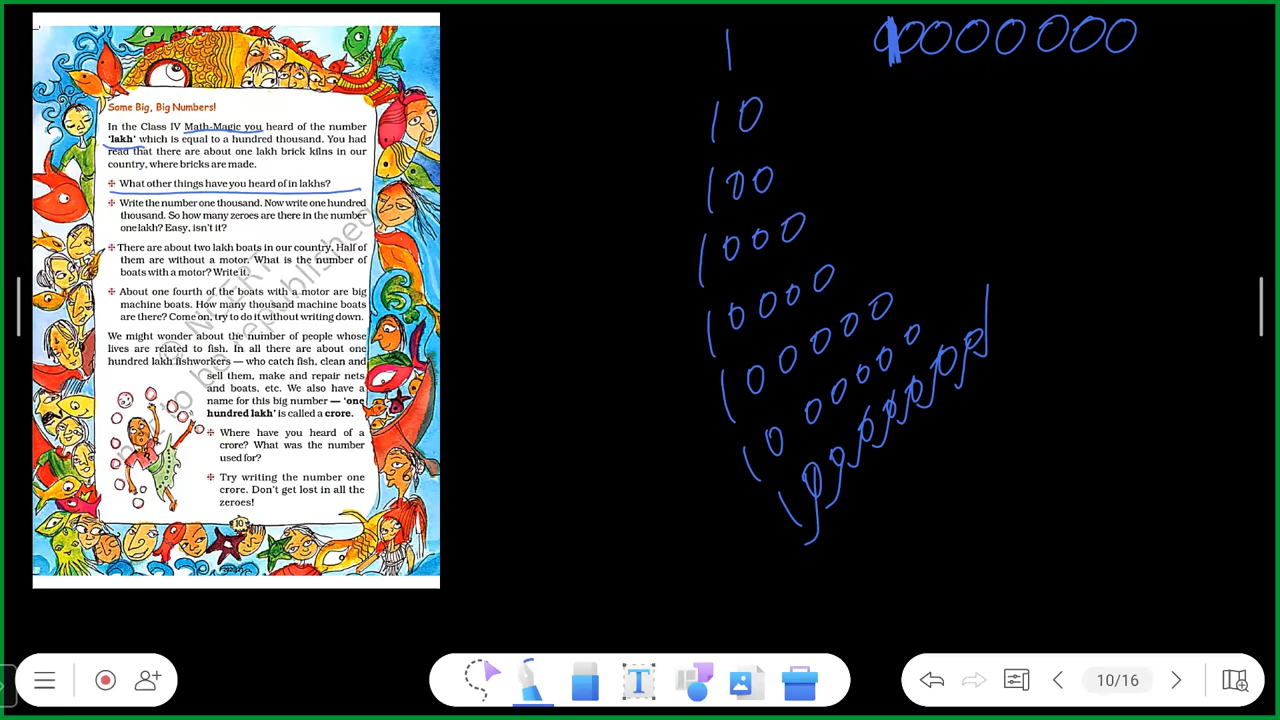 Some Big, Big Numbers!
In the Class IV Math-Magic you heard of the number
'lakh' which is equal to a hundred thousand. You had
read that there are about one lakh brick kilns in our
country, where bricks are made.
What other things have you heard of in lakhs?
Write the number one thousand. Now write one hundred
thousand. So how many zeroes are there in the number
one lakh? Easy, isn't it?
There are about two lakh boats in our country. Half of
them are without a motor. What is the number of
boats with a motor? Write it.
About one fourth of the boats with a motor are big
machine boats. How many thousand machine boats
are there? Come on, try to do it without writing down.
We might wonder about the number of people whose
lives are related to fish. In all there are about one
hundred lakh fishworkers — who catch fish, clean and
sell them, make and repair nets
and boats, etc. We also have a
name for this big number — 'one
hundred lakh' is called a crore.
Where have you heard of a
crore? What was the number
used for?
Try writing the number one
crore. Don't get lost in all the
zeroes!
10
© NCERT
to be republished
1
10000000
10
100
1000
10000
100000
1000000
10000000
T
10/16